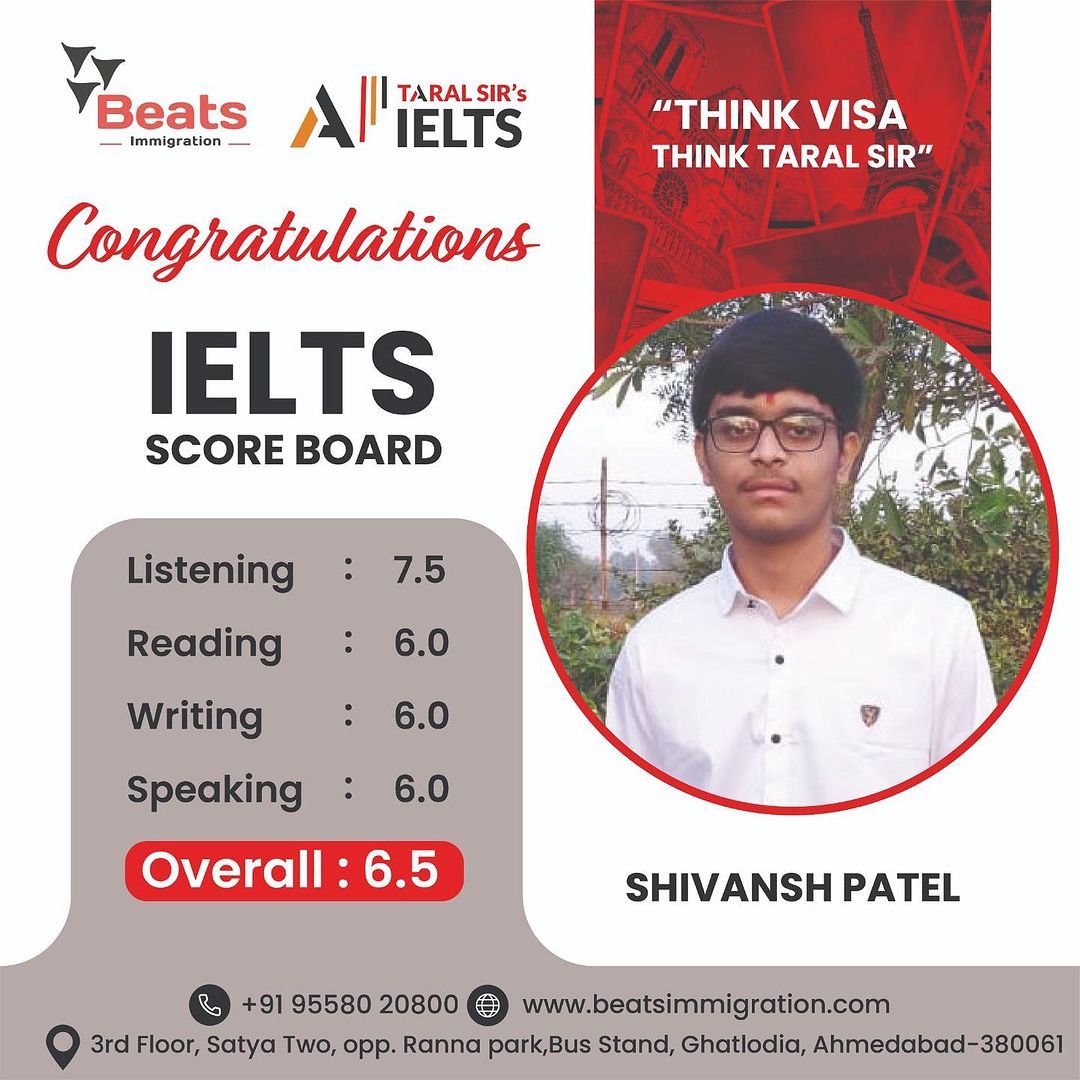 Beats
Immigration
TARAL SIR's
IELTS
"THINK VISA
THINK TARAL SIR"
Congratulations
IELTS
SCORE BOARD
Listening : 7.5
Reading : 6.0
Writing : 6.0
Speaking : 6.0
Overall : 6.5
SHIVANSH PATEL
+91 95580 20800 www.beatsimmigration.com
3rd Floor, Satya Two, opp. Ranna park,Bus Stand, Ghatlodia, Ahmedabad-380061